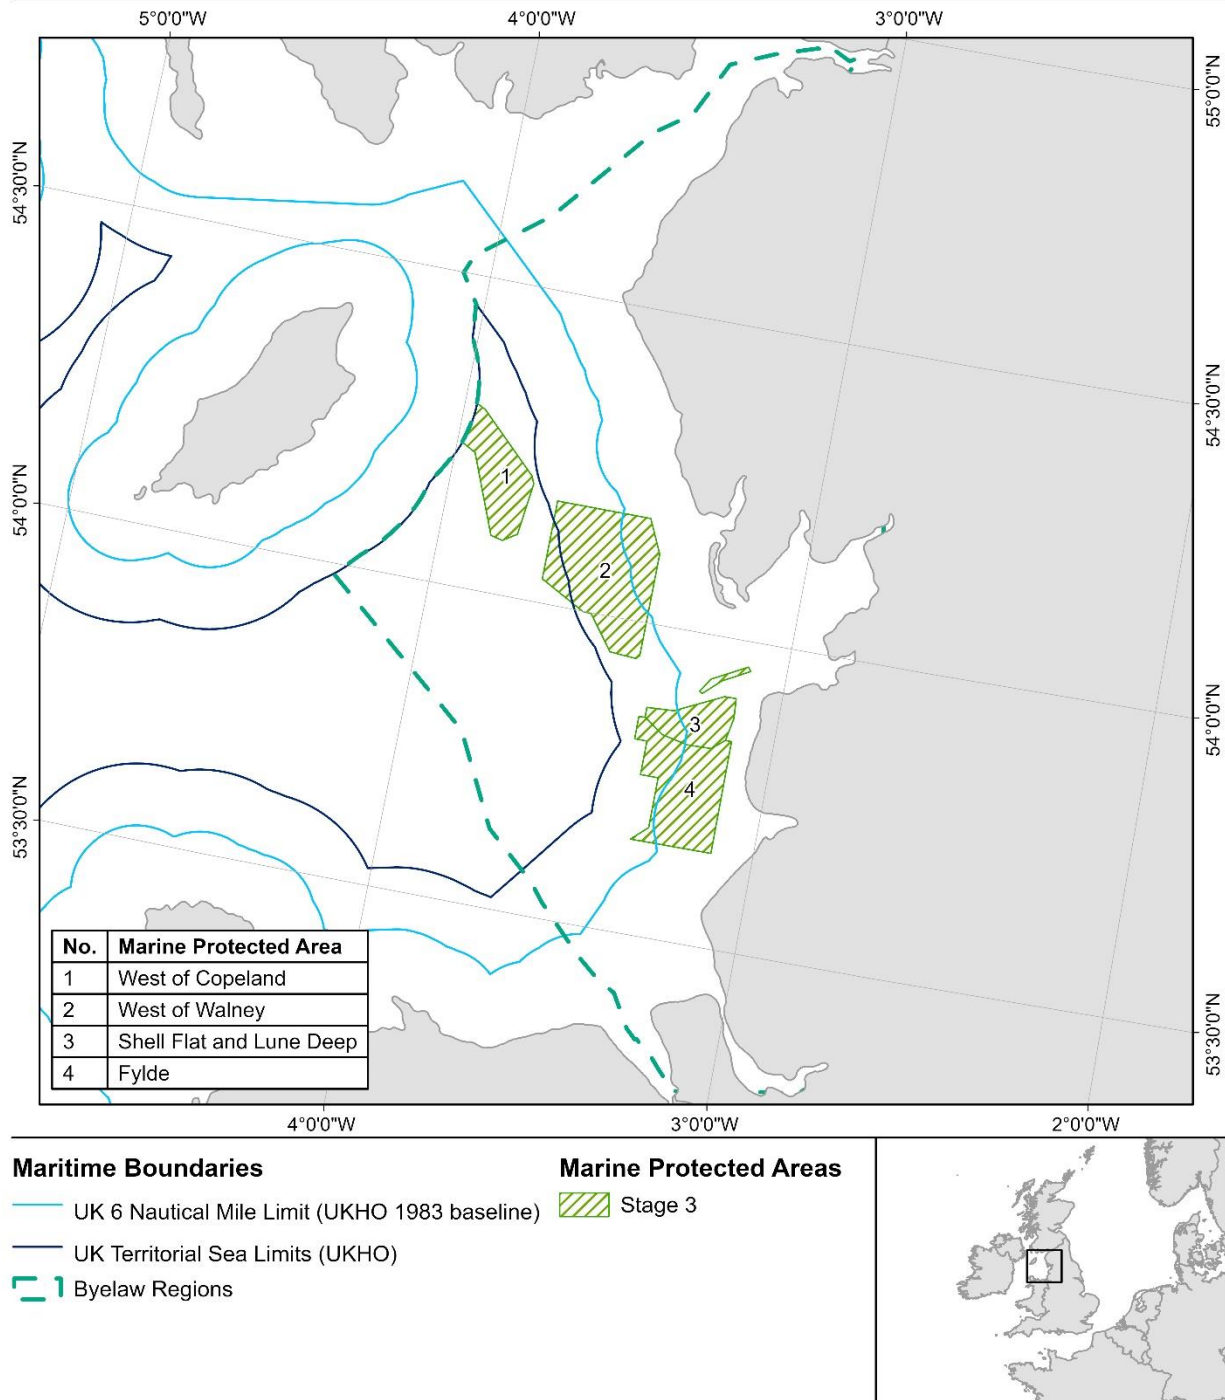 5°0'0"W 4°0'0"W 3°0'0"W
55°0'0"N
54°30'0"N
54°30'0"N
54°0'0"N
54°0'0"N
53°30'0"N
53°30'0"N
1
2
3
4
No. Marine Protected Area
1 West of Copeland
2 West of Walney
3 Shell Flat and Lune Deep
4 Fylde
4°0'0"W 3°0'0"W 2°0'0"W
Maritime Boundaries
UK 6 Nautical Mile Limit (UKHO 1983 baseline)
UK Territorial Sea Limits (UKHO)
Byelaw Regions
Marine Protected Areas
Stage 3